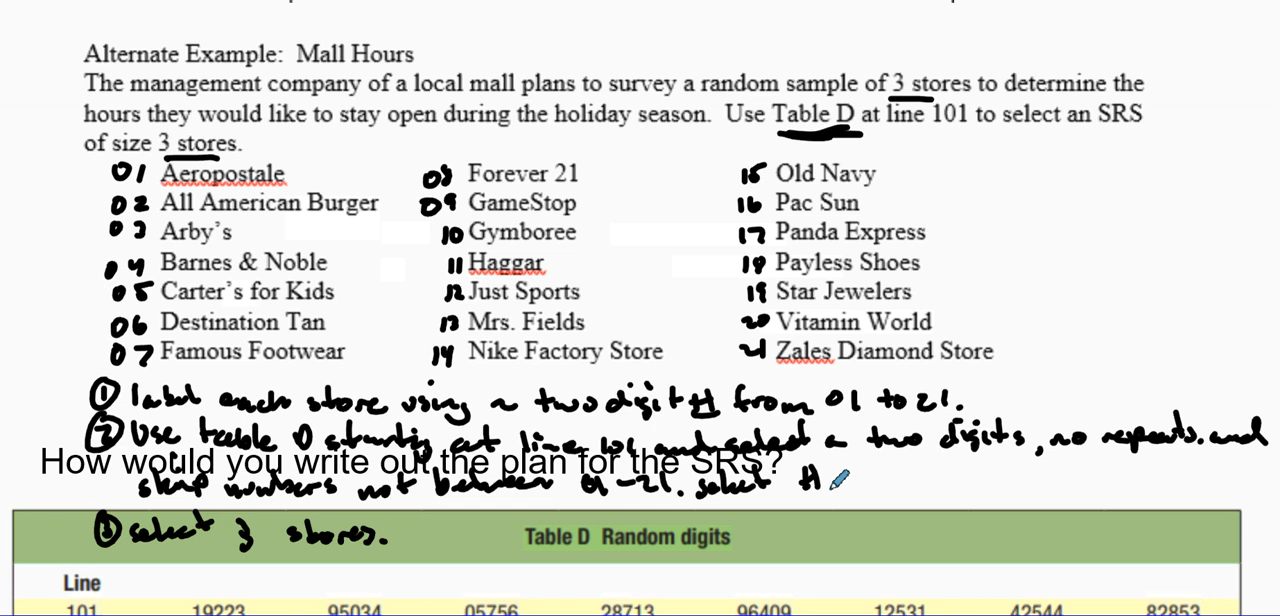 Alternate Example: Mall Hours
The management company of a local mall plans to survey a random sample of 3 stores to determine the
hours they would like to stay open during the holiday season. Use Table D at line 101 to select an SRS
of size 3 stores.
01 Aeropostale 08 Forever 21 15 Old Navy
02 All American Burger 09 GameStop 16 Pac Sun
03 Arby's 10 Gymboree 17 Panda Express
04 Barnes & Noble 11 Haggar 18 Payless Shoes
05 Carter's for Kids 12 Just Sports 19 Star Jewelers
06 Destination Tan 13 Mrs. Fields 20 Vitamin World
07 Famous Footwear 14 Nike Factory Store 21 Zales Diamond Store
① label each store using a two digit # from 01 to 21.
② Use table D starting at line 101 and select a two digits, no repeats. and
How would you write out the plan for the SRS?
skip numbers not between 01-21. select #
③ select 3 stores.
Table D Random digits
Line
101 19223 95034 05756 28713 96409 12531 42544 82853